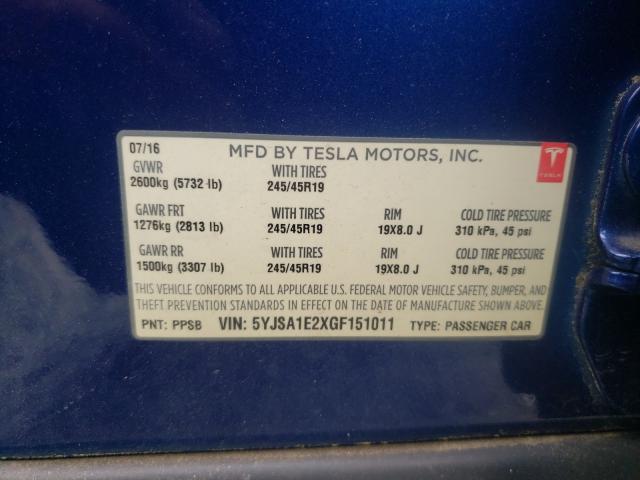 07/16 MFD BY TESLA MOTORS, INC.
TESLA
GVWR WITH TIRES
2600kg (5732 lb) 245/45R19
GAWR FRT WITH TIRES RIM COLD TIRE PRESSURE
1276kg (2813 lb) 245/45R19 19X8.0 J 310 kPa, 45 psi
GAWR RR WITH TIRES RIM COLD TIRE PRESSURE
1500kg (3307 lb) 245/45R19 19X8.0 J 310 kPa, 45 psi
THIS VEHICLE CONFORMS TO ALL APPLICABLE U.S. FEDERAL MOTOR VEHICLE SAFETY, BUMPER, AND
THEFT PREVENTION STANDARDS IN EFFECT ON THE DATE OF MANUFACTURE SHOWN ABOVE.
PNT: PPSB VIN: 5YJSA1E2XGF151011 TYPE: PASSENGER CAR